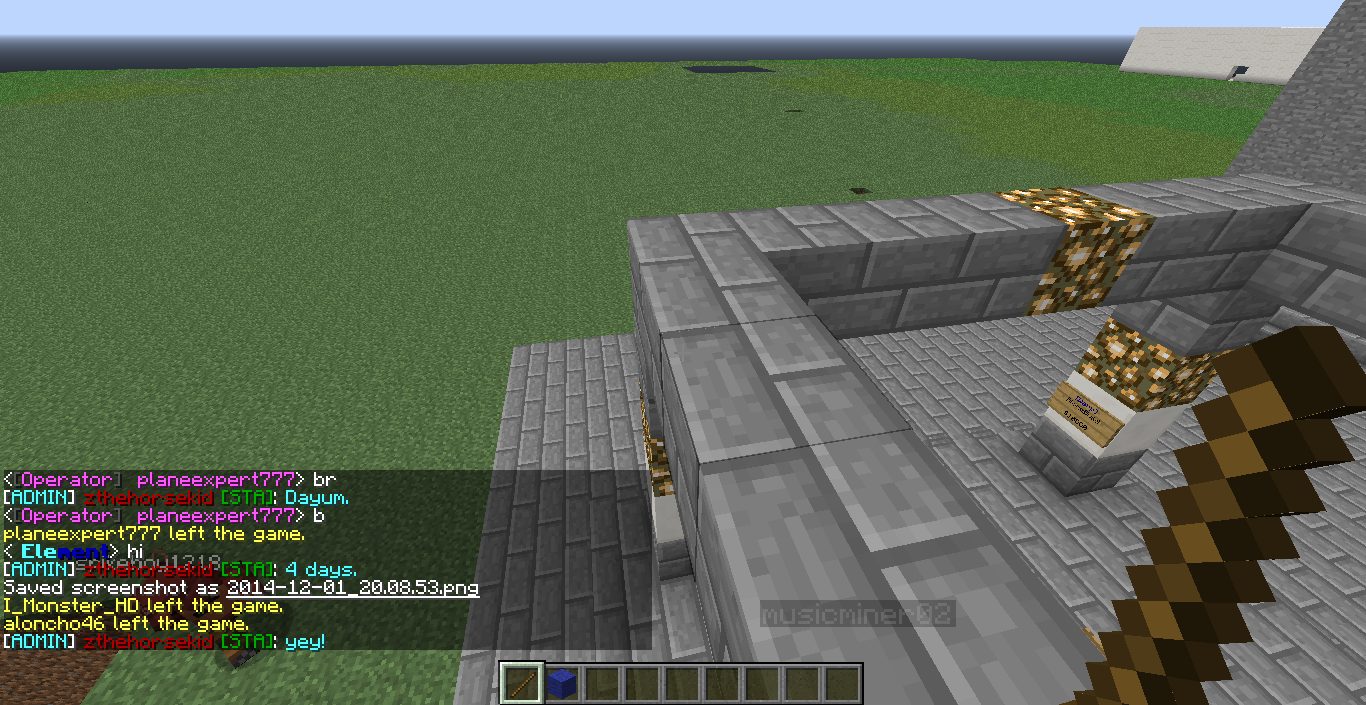 <[Operator] planeexpert777> br
[ADMIN] zthehorsekid [STA]: Dayum.
<[Operator] planeexpert777> b
planeexpert777 left the game.
< Element> hi
[ADMIN] zthehorsekid [STA]: 4 days.
Saved screenshot as 2014-12-01_20.08.53.png
I_Monster_HD left the game.
aloncho46 left the game.
[ADMIN] zthehorsekid [STA]: yey!
musicminer02